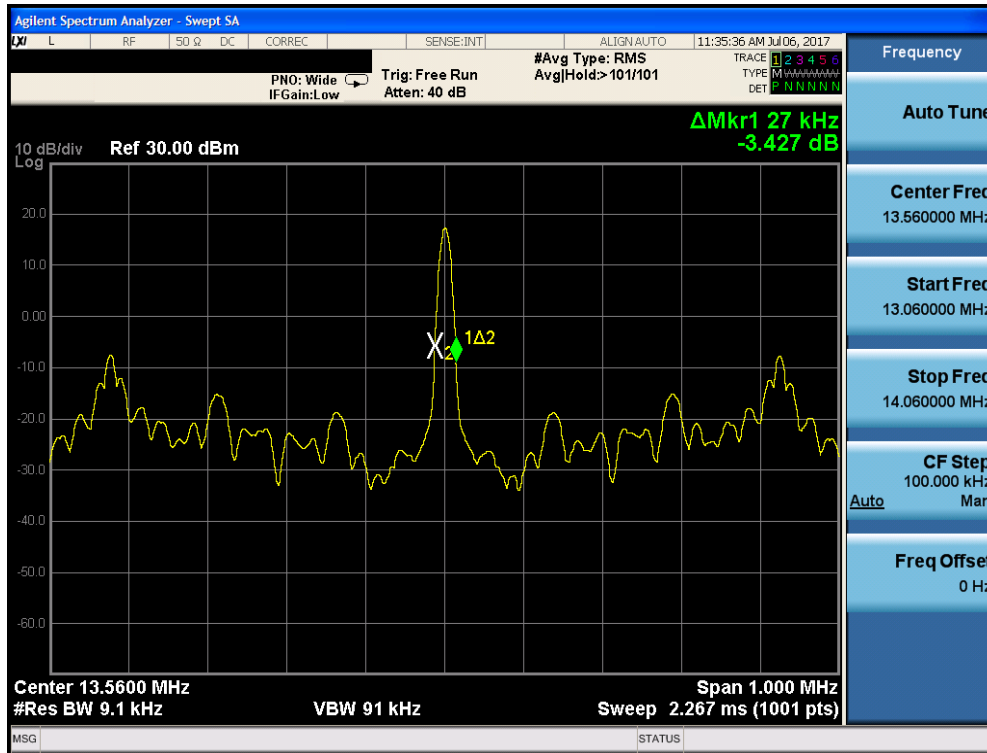 Agilent Spectrum Analyzer - Swept SA
LXI L RF 50 Ω DC CORREC SENSE:INT ALIGN AUTO 11:35:36 AM Jul 06, 2017
PNO: Wide
IFGain:Low
Trig: Free Run
Atten: 40 dB
#Avg Type: RMS
Avg|Hold:>101/101
TRACE 1 2 3 4 5 6
TYPE M WWWWW
DET P N N N N N
ΔMkr1 27 kHz
-3.427 dB
10 dB/div Ref 30.00 dBm
Log
20.0
10.0
0.00
-10.0
-20.0
-30.0
-40.0
-50.0
-60.0
X2
1Δ2
Center 13.5600 MHz Span 1.000 MHz
#Res BW 9.1 kHz VBW 91 kHz Sweep 2.267 ms (1001 pts)
MSG STATUS
Frequency
Auto Tune
Center Freq
13.560000 MHz
Start Freq
13.060000 MHz
Stop Freq
14.060000 MHz
CF Step
100.000 kHz
Auto Man
Freq Offset
0 Hz